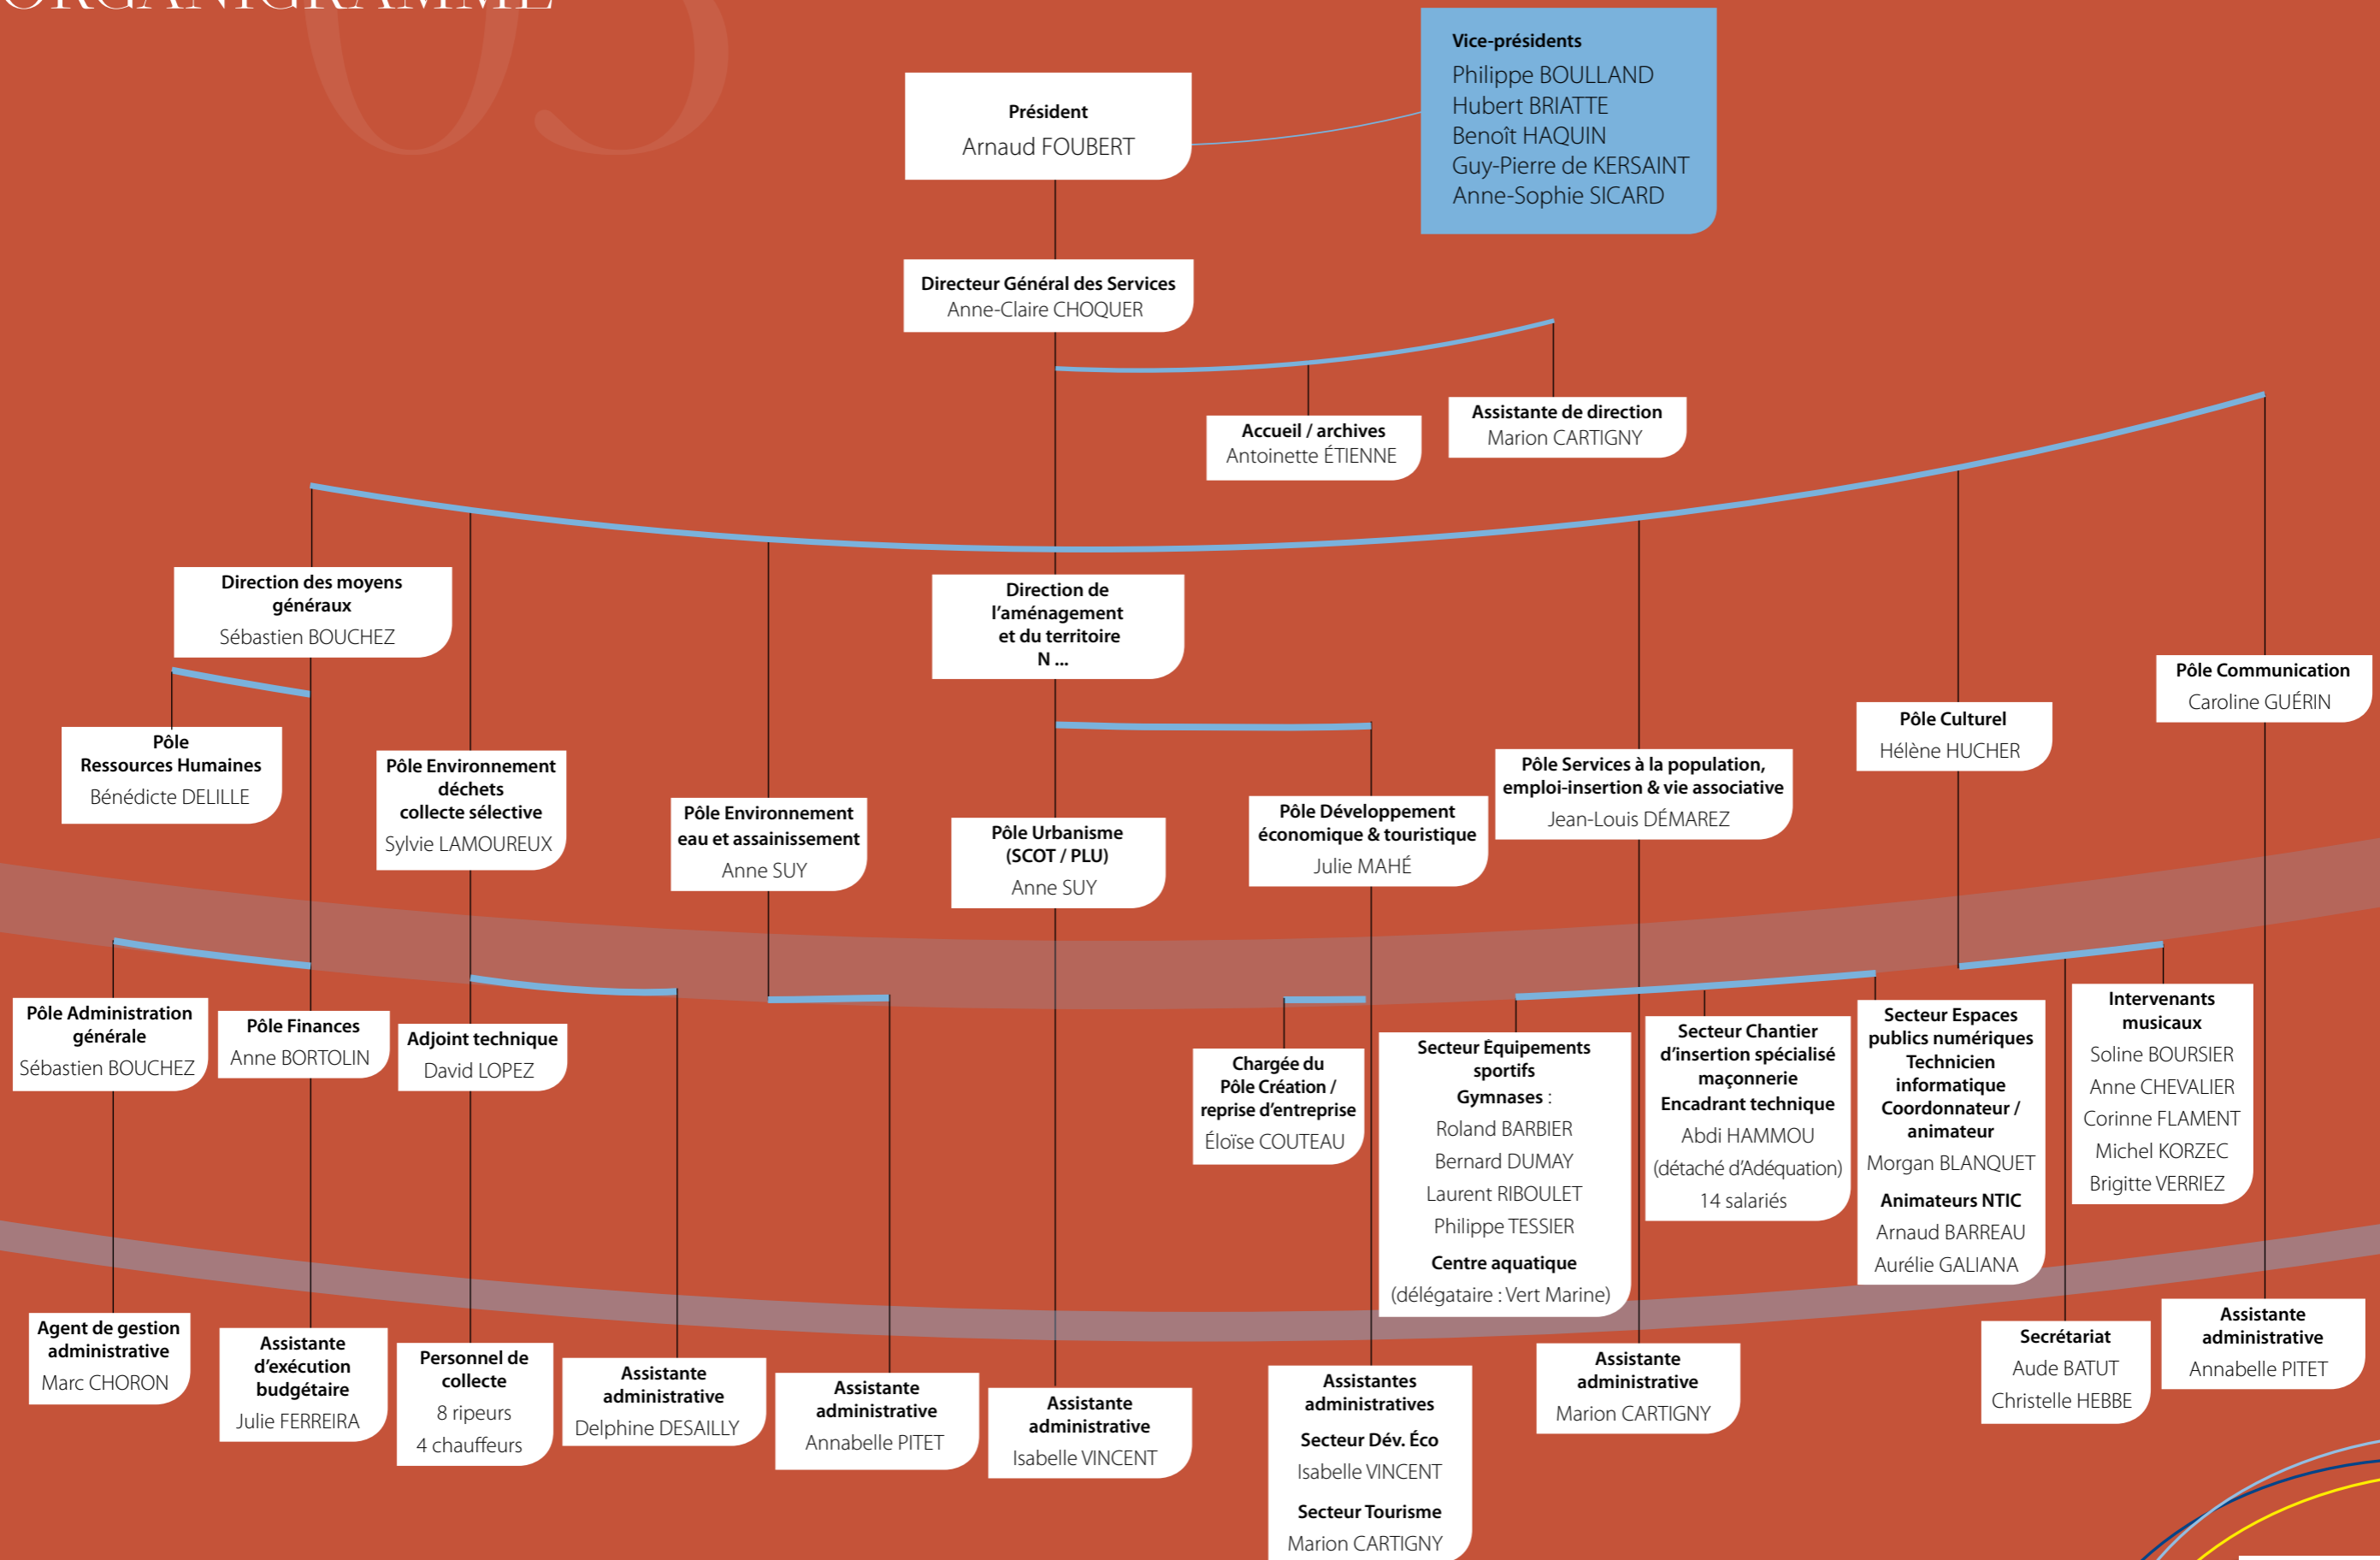 ORGANIGRAMME
05
Vice-présidents
Philippe BOULLAND
Hubert BRIATTE
Benoît HAQUIN
Guy-Pierre de KERSAINT
Anne-Sophie SICARD
Président
Arnaud FOUBERT
Directeur Général des Services
Anne-Claire CHOQUER
Accueil / archives
Antoinette ÉTIENNE
Assistante de direction
Marion CARTIGNY
Direction des moyens
généraux
Sébastien BOUCHEZ
Direction de
l'aménagement
et du territoire
N ...
Pôle Communication
Caroline GUÉRIN
Pôle Culturel
Hélène HUCHER
Pôle
Ressources Humaines
Bénédicte DELILLE
Pôle Environnement
déchets
collecte sélective
Sylvie LAMOUREUX
Pôle Environnement
eau et assainissement
Anne SUY
Pôle Urbanisme
(SCOT / PLU)
Anne SUY
Pôle Développement
économique & touristique
Julie MAHÉ
Pôle Services à la population,
emploi-insertion & vie associative
Jean-Louis DÉMAREZ
Pôle Administration
générale
Sébastien BOUCHEZ
Pôle Finances
Anne BORTOLIN
Adjoint technique
David LOPEZ
Chargée du
Pôle Création /
reprise d'entreprise
Éloïse COUTEAU
Secteur Équipements
sportifs
Gymnases :
Roland BARBIER
Bernard DUMAY
Laurent RIBOULET
Philippe TESSIER
Centre aquatique
(délégataire : Vert Marine)
Secteur Chantier
d'insertion spécialisé
maçonnerie
Encadrant technique
Abdi HAMMOU
(détaché d'Adéquation)
14 salariés
Secteur Espaces
publics numériques
Technicien
informatique
Coordonnateur /
animateur
Morgan BLANQUET
Animateurs NTIC
Arnaud BARREAU
Aurélie GALIANA
Intervenants
musicaux
Soline BOURSIER
Anne CHEVALIER
Corinne FLAMENT
Michel KORZEC
Brigitte VERRIEZ
Agent de gestion
administrative
Marc CHORON
Assistante
d'exécution
budgétaire
Julie FERREIRA
Personnel de
collecte
8 ripeurs
4 chauffeurs
Assistante
administrative
Delphine DESAILLY
Assistante
administrative
Annabelle PITET
Assistante
administrative
Isabelle VINCENT
Assistantes
administratives
Secteur Dév. Éco
Isabelle VINCENT
Secteur Tourisme
Marion CARTIGNY
Assistante
administrative
Marion CARTIGNY
Secrétariat
Aude BATUT
Christelle HEBBE
Assistante
administrative
Annabelle PITET